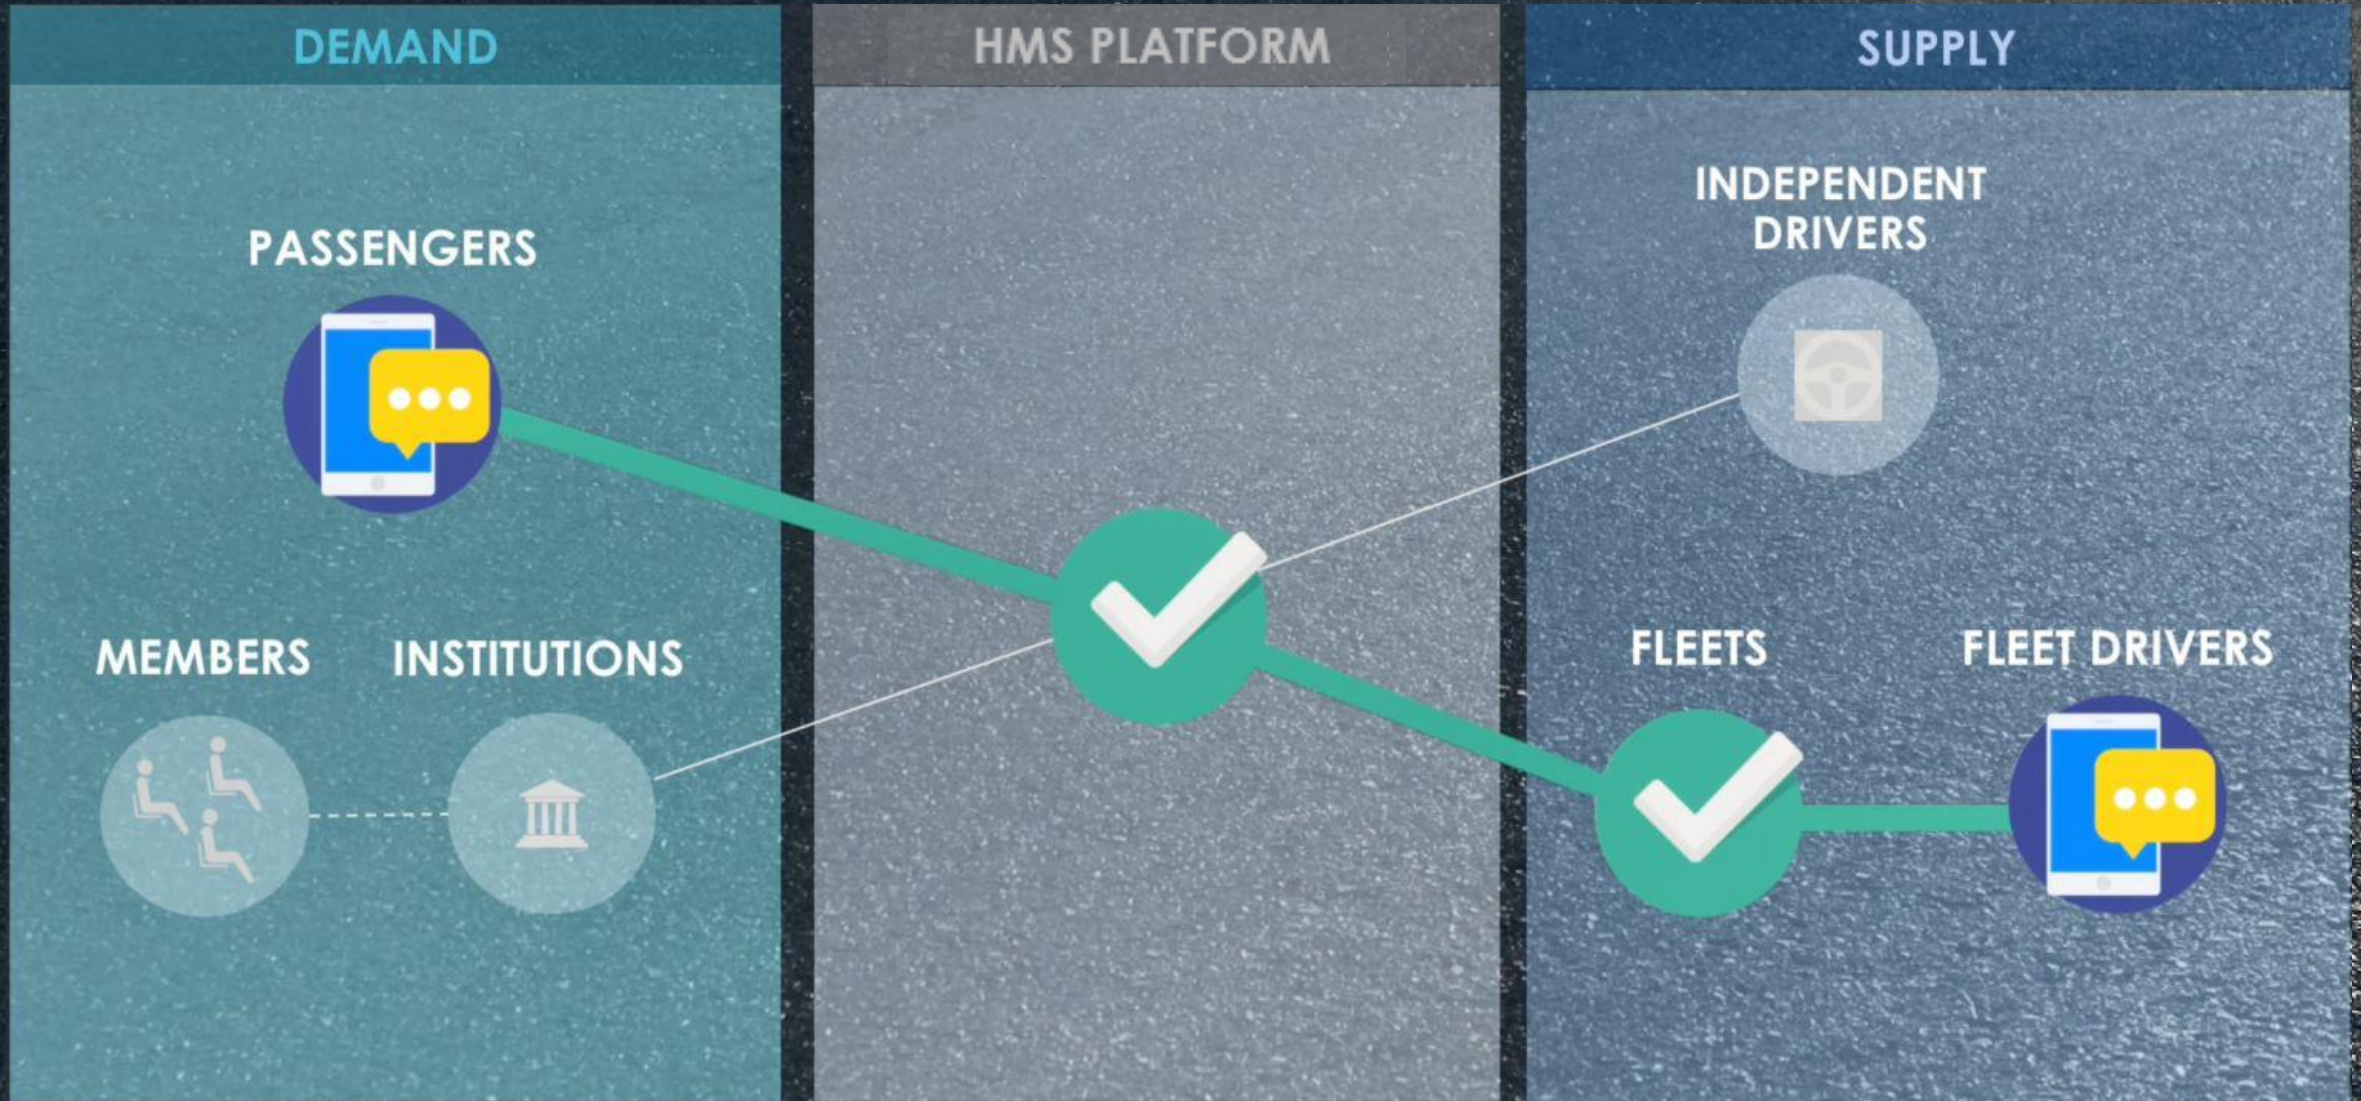 DEMAND
HMS PLATFORM
SUPPLY
PASSENGERS
MEMBERS
INSTITUTIONS
INDEPENDENT
DRIVERS
FLEETS
FLEET DRIVERS